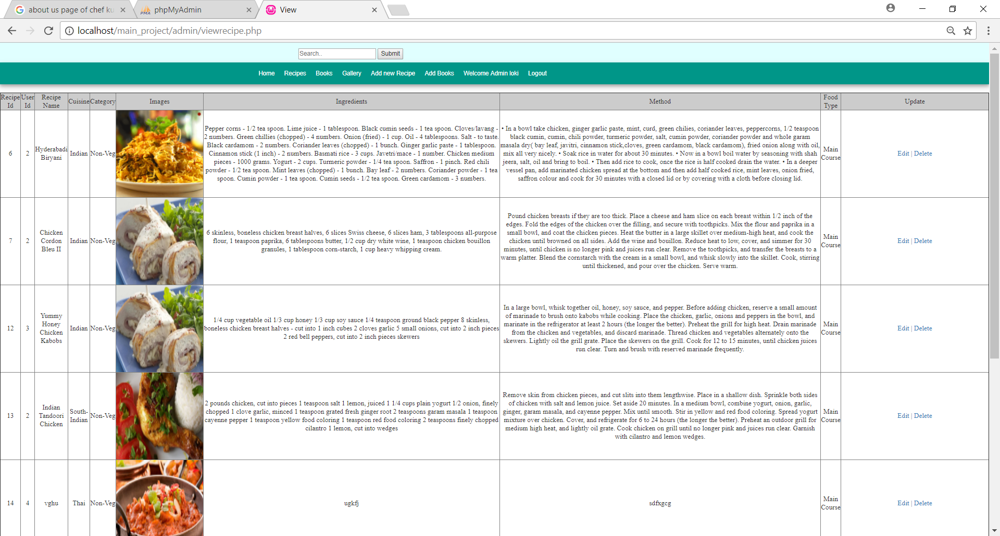 about us page of chef ku
phpMyAdmin
View
localhost/main_project/admin/viewrecipe.php
Search..
Submit
Home
Recipes
Books
Gallery
Add new Recipe
Add Books
Welcome Admin loki
Logout
Recipe
Id
User
Id
Recipe
Name
Cuisine
Category
Images
Ingredients
Method
Food
Type
Update
6
2
Hyderabadi
Biryani
Indian
Non-Veg
Pepper corns - 1/2 tea spoon. Lime juice - 1 tablespoon. Black cumin seeds - 1 tea spoon. Cloves/lavang -
2 numbers. Green chillies (chopped) - 4 numbers. Onion (fried) - 1 cup. Oil - 4 tablespoons. Salt - to taste.
Black cardamom - 2 numbers. Coriander leaves (chopped) - 1 bunch. Ginger garlic paste - 1 tablespoon.
Cinnamon stick (1 inch) - 2 numbers. Basmati rice - 3 cups. Javetri/mace - 1 number. Chicken medium
pieces - 1000 grams. Yogurt - 2 cups. Turmeric powder - 1/4 tea spoon. Saffron - 1 pinch. Red chili
powder - 1/2 tea spoon. Mint leaves (chopped) - 1 bunch. Bay leaf - 2 numbers. Coriander powder - 1 tea
spoon. Cumin powder - 1 tea spoon. Cumin seeds - 1/2 tea spoon. Green cardamom - 3 numbers.
• In a bowl take chicken, ginger garlic paste, mint, curd, green chilies, coriander leaves, peppercorns, 1/2 teaspoon
black cumin, cumin, chili powder, turmeric powder, salt, cumin powder, coriander powder and whole garam
masala dry( bay leaf, javitri, cinnamon stick,cloves, green cardamom, black cardamom), fried onion along with oil,
mix all very nicely. • Soak rice in water for about 30 minutes. • Now in a bowl boil water by seasoning with shah
jeera, salt, oil and bring to boil. • Then add rice to cook, once the rice is half cooked drain the water. • In a deeper
vessel pan, add marinated chicken spread at the bottom and then add half cooked rice, mint leaves, onion fried,
saffron colour and cook for 30 minutes with a closed lid or by covering with a cloth before closing lid.
Main
Course
Edit | Delete
7
2
Chicken
Cordon
Bleu II
Indian
Non-Veg
6 skinless, boneless chicken breast halves, 6 slices Swiss cheese, 6 slices ham, 3 tablespoons all-purpose
flour, 1 teaspoon paprika, 6 tablespoons butter, 1/2 cup dry white wine, 1 teaspoon chicken bouillon
granules, 1 tablespoon corn-starch, 1 cup heavy whipping cream.
Pound chicken breasts if they are too thick. Place a cheese and ham slice on each breast within 1/2 inch of the
edges. Fold the edges of the chicken over the filling, and secure with toothpicks. Mix the flour and paprika in a
small bowl, and coat the chicken pieces. Heat the butter in a large skillet over medium-high heat, and cook the
chicken until browned on all sides. Add the wine and bouillon. Reduce heat to low, cover, and simmer for 30
minutes, until chicken is no longer pink and juices run clear. Remove the toothpicks, and transfer the breasts to a
warm platter. Blend the cornstarch with the cream in a small bowl, and whisk slowly into the skillet. Cook, stirring
until thickened, and pour over the chicken. Serve warm.
Main
Course
Edit | Delete
12
3
Yummy
Honey
Chicken
Kabobs
Indian
Non-Veg
1/4 cup vegetable oil 1/3 cup honey 1/3 cup soy sauce 1/4 teaspoon ground black pepper 8 skinless,
boneless chicken breast halves - cut into 1 inch cubes 2 cloves garlic 5 small onions, cut into 2 inch pieces
2 red bell peppers, cut into 2 inch pieces skewers
In a large bowl, whisk together oil, honey, soy sauce, and pepper. Before adding chicken, reserve a small amount
of marinade to brush onto kabobs while cooking. Place the chicken, garlic, onions and peppers in the bowl, and
marinate in the refrigerator at least 2 hours (the longer the better). Preheat the grill for high heat. Drain marinade
from the chicken and vegetables, and discard marinade. Thread chicken and vegetables alternately onto the
skewers. Lightly oil the grill grate. Place the skewers on the grill. Cook for 12 to 15 minutes, until chicken juices
run clear. Turn and brush with reserved marinade frequently.
Main
Course
Edit | Delete
13
2
Indian
Tandoori
Chicken
South-
Indian
Non-Veg
2 pounds chicken, cut into pieces 1 teaspoon salt 1 lemon, juiced 1 1/4 cups plain yogurt 1/2 onion, finely
chopped 1 clove garlic, minced 1 teaspoon grated fresh ginger root 2 teaspoons garam masala 1 teaspoon
cayenne pepper 1 teaspoon yellow food coloring 1 teaspoon red food coloring 2 teaspoons finely chopped
cilantro 1 lemon, cut into wedges
Remove skin from chicken pieces, and cut slits into them lengthwise. Place in a shallow dish. Sprinkle both sides
of chicken with salt and lemon juice. Set aside 20 minutes. In a medium bowl, combine yogurt, onion, garlic,
ginger, garam masala, and cayenne pepper. Mix until smooth. Stir in yellow and red food coloring. Spread yogurt
mixture over chicken. Cover, and refrigerate for 6 to 24 hours (the longer the better). Preheat an outdoor grill for
medium high heat, and lightly oil grate. Cook chicken on grill until no longer pink and juices run clear. Garnish
with cilantro and lemon wedges.
Main
Course
Edit | Delete
14
4
vghu
Thai
Non-Veg
ugkfj
sdfxgcg
Main
Course
Edit | Delete